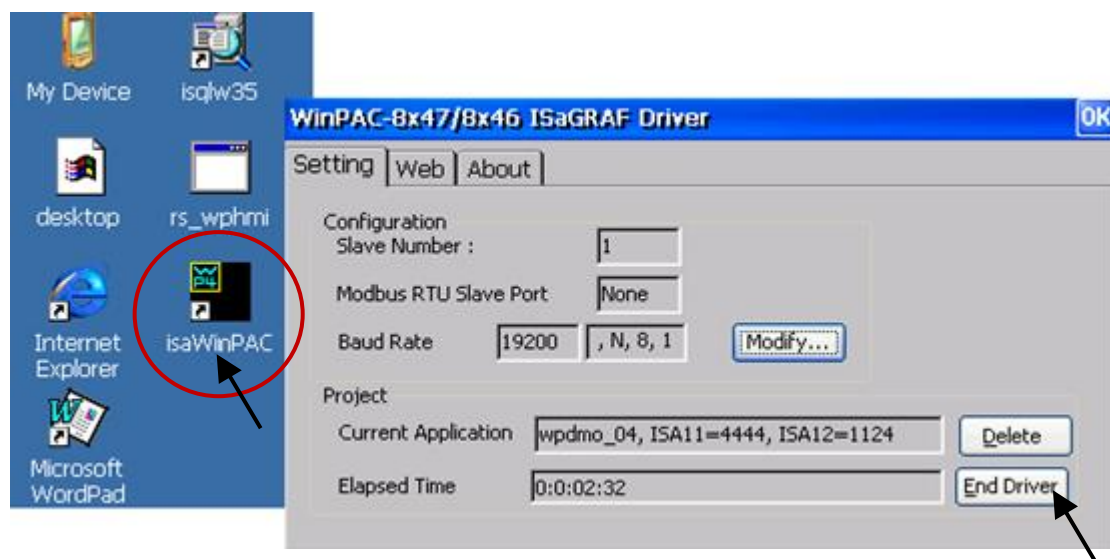 My Device
isqlw35
desktop
rs_wphmi
WP4
Internet
Explorer
isaWinPAC
W
Microsoft
WordPad
WinPAC-8x47/8x46 ISaGRAF Driver
OK
Setting
Web
About
Configuration
Slave Number :
1
Modbus RTU Slave Port
None
Baud Rate
19200
, N, 8, 1
Modify...
Project
Current Application
wpdmo_04, ISA11=4444, ISA12=1124
Delete
Elapsed Time
0:0:02:32
End Driver